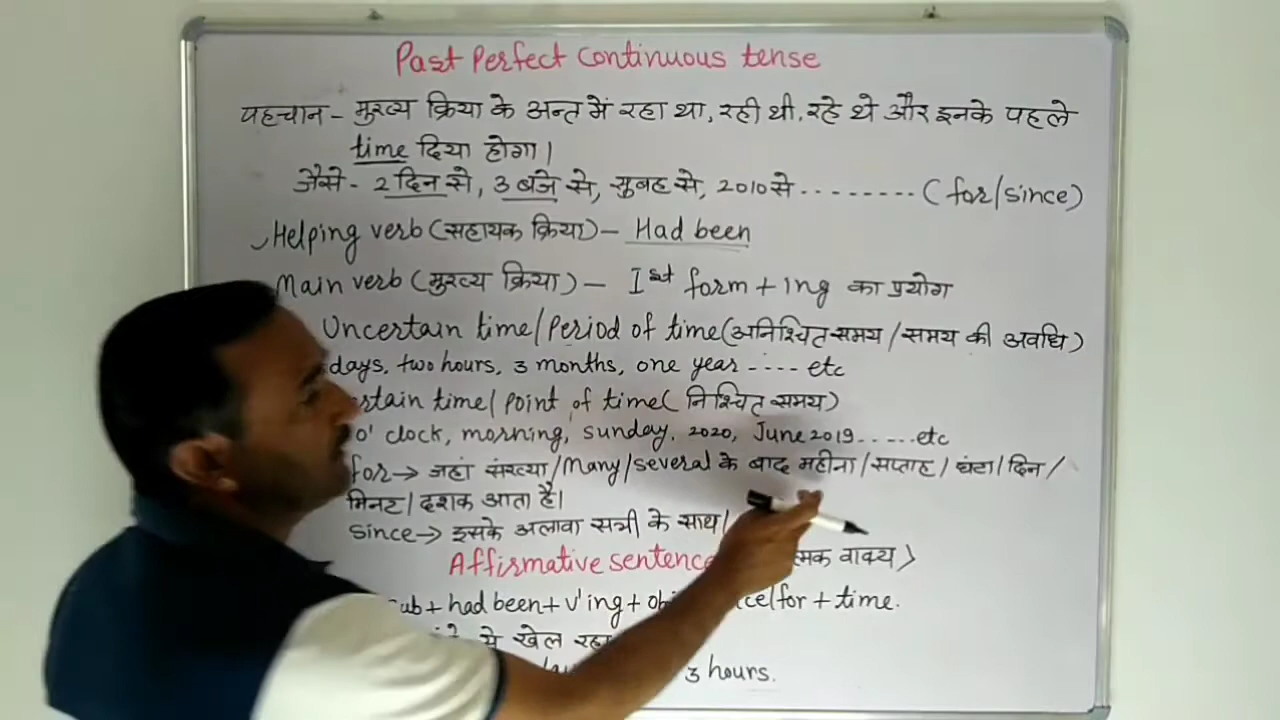 Past Perfect Continuous tense
पहचान - मुख्य क्रिया के अन्त में रहा था, रही थी, रहे थे और इनके पहले
time दिया होगा।
जैसे - 2 दिन से, 3 बजे से, सुबह से, 2010 से ........ (for/since)
Helping verb (सहायक क्रिया) - Had been
Main verb (मुख्य क्रिया) - Ist form + ing का प्रयोग
Uncertain time/Period of time (अनिश्चित समय/समय की अवधि)
days, two hours, 3 months, one year ---- etc
time/Point of time (निश्चित समय)
o'clock, morning, sunday, 2020, June 2019 ..... etc
for → जहां संख्या/Many/several के बाद महीना/सप्ताह/घंटा/दिन/
मिनट/दशक आता है।
since → इसके अलावा सभी के साथ/
Affirmative sentence वाक्य>
+ had been + v'ing + /for + time.
से खेल रहा
3 hours.